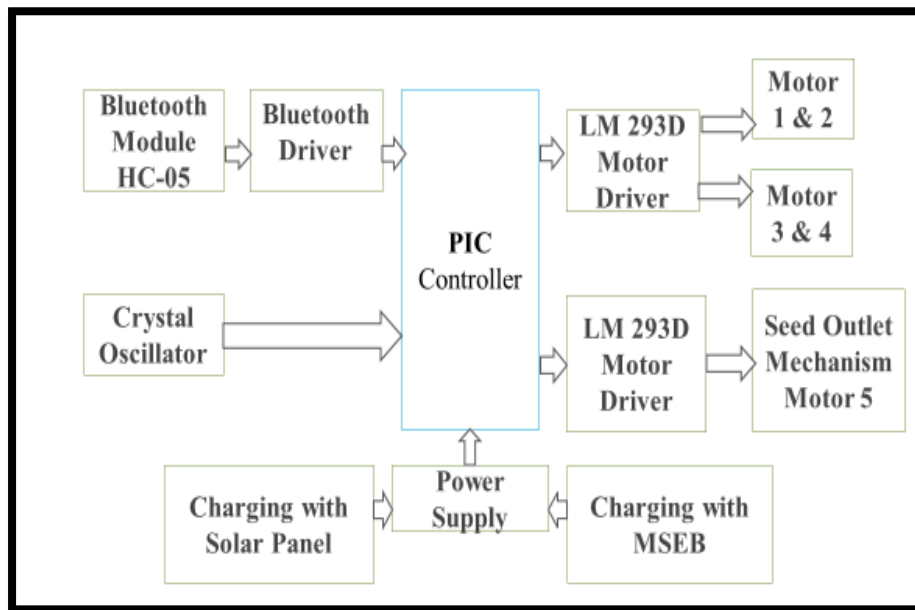 Bluetooth
Module
HC-05
Bluetooth
Driver
PIC
Controller
LM 293D
Motor
Driver
Motor
1 & 2
Motor
3 & 4
Crystal
Oscillator
LM 293D
Motor
Driver
Seed Outlet
Mechanism
Motor 5
Charging with
Solar Panel
Power
Supply
Charging with
MSEB